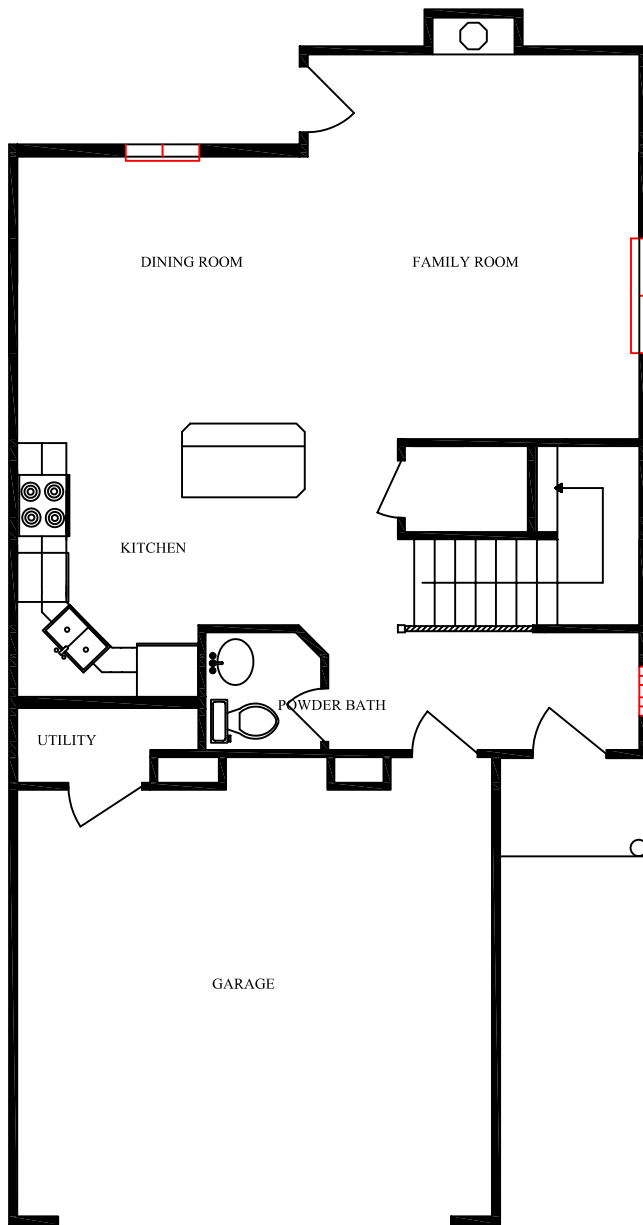 DINING ROOM
FAMILY ROOM
KITCHEN
POWDER BATH
UTILITY
GARAGE